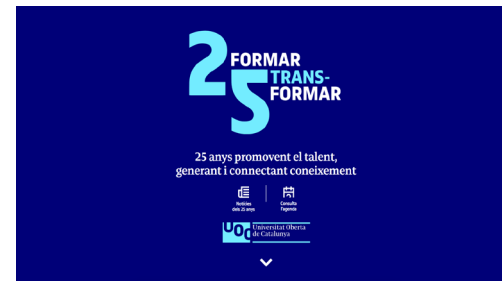 25
FORMAR
TRANS-
FORMAR
25 anys promovent el talent,
generant i connectant coneixement
Notícies
dels 25 anys
Consulta
l'agenda
UOC
Universitat Oberta
de Catalunya